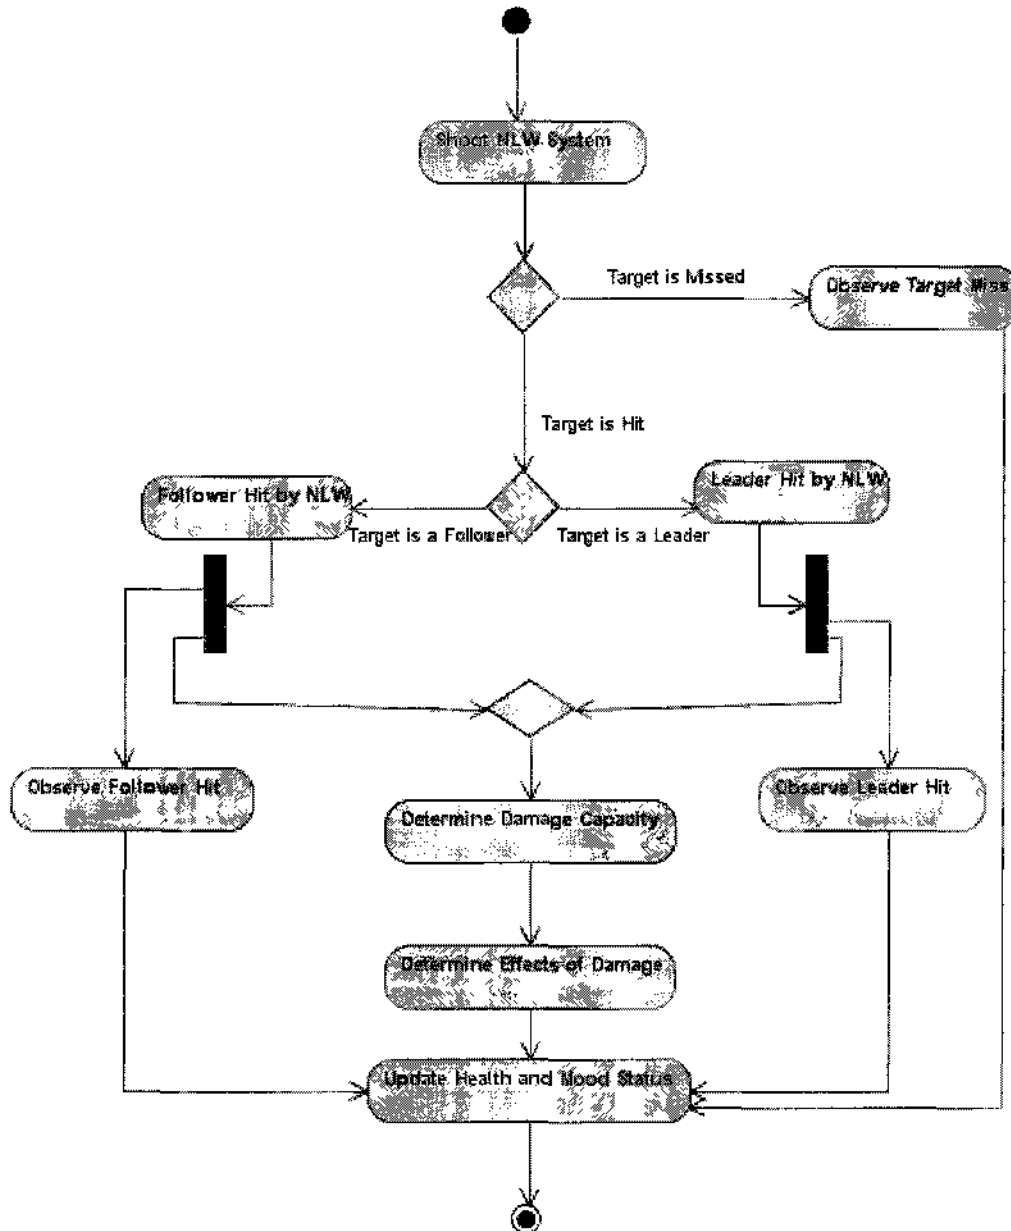 Shoot NLW System
Target is Missed
Observe Target Miss
Target is Hit
Follower Hit by NLW
Leader Hit by NLW
Target is a Follower
Target is a Leader
Observe Follower Hit
Observe Leader Hit
Determine Damage Capacity
Determine Effects of Damage
Update Health and Mood Status